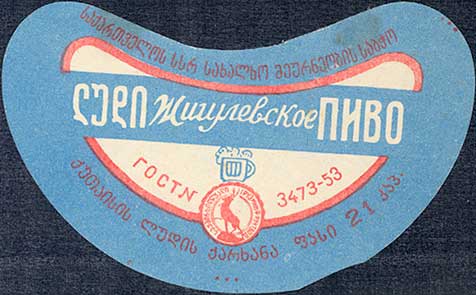 საქართველოს სსრ სახალხო მეურნეობის საბჭო
ლუდი Жигулевское ПИВО
ГОСТ N 3473-53
ქუთაისის ლუდის ქარხანა ფასი 21 კაპ.